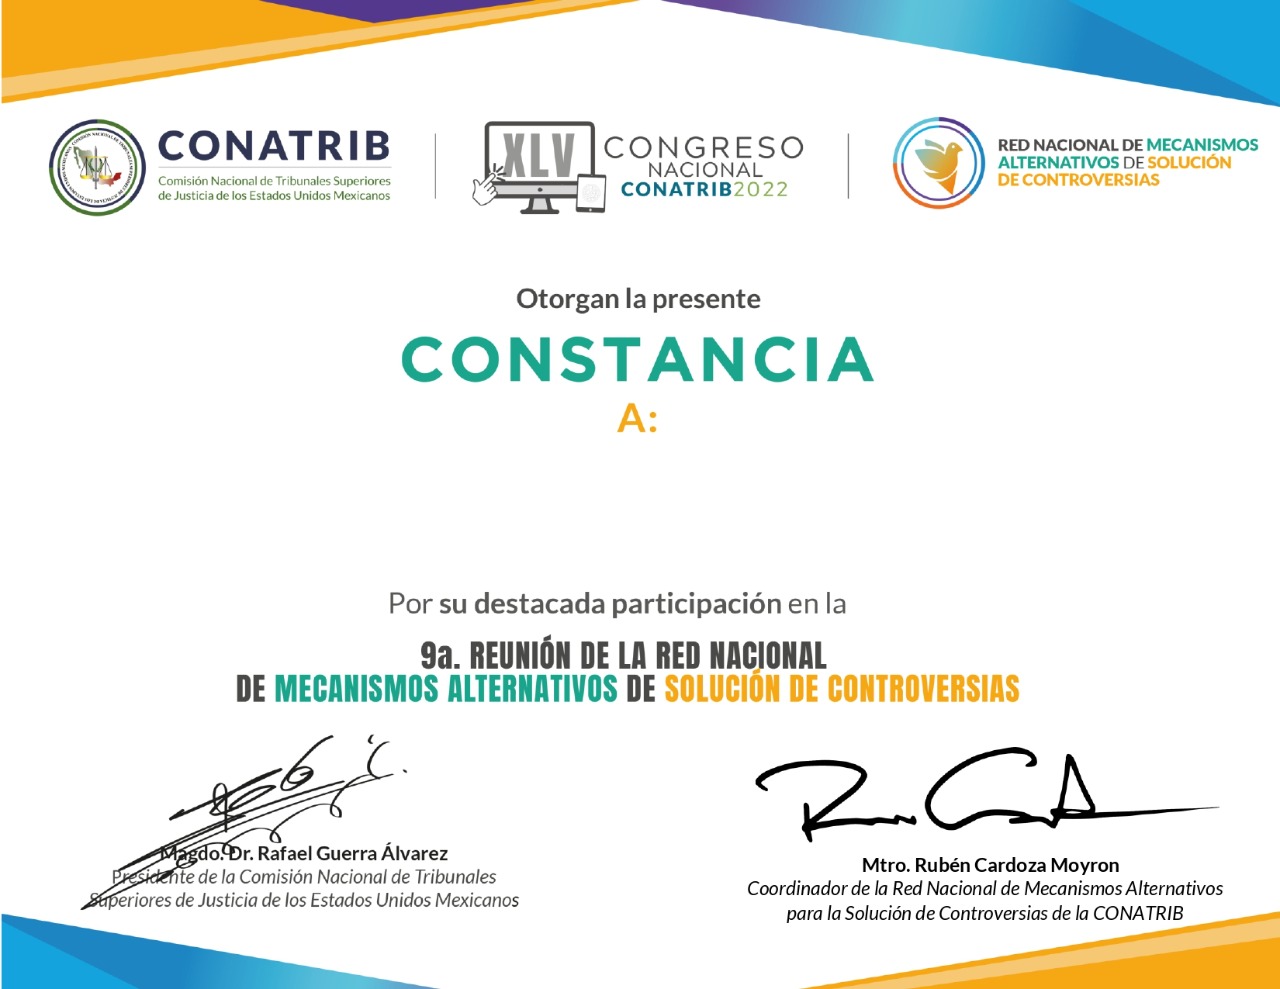 CONATRIB
Comisión Nacional de Tribunales Superiores
de Justicia de los Estados Unidos Mexicanos
XLV
CONGRESO
NACIONAL
CONATRIB2022
RED NACIONAL DE MECANISMOS
ALTERNATIVOS DE SOLUCIÓN
DE CONTROVERSIAS
Otorgan la presente
CONSTANCIA
A:
Por su destacada participación en la
9a. REUNIÓN DE LA RED NACIONAL
DE MECANISMOS ALTERNATIVOS DE SOLUCIÓN DE CONTROVERSIAS
Magdo. Dr. Rafael Guerra Álvarez
Presidente de la Comisión Nacional de Tribunales
Superiores de Justicia de los Estados Unidos Mexicanos
Mtro. Rubén Cardoza Moyron
Coordinador de la Red Nacional de Mecanismos Alternativos
para la Solución de Controversias de la CONATRIB